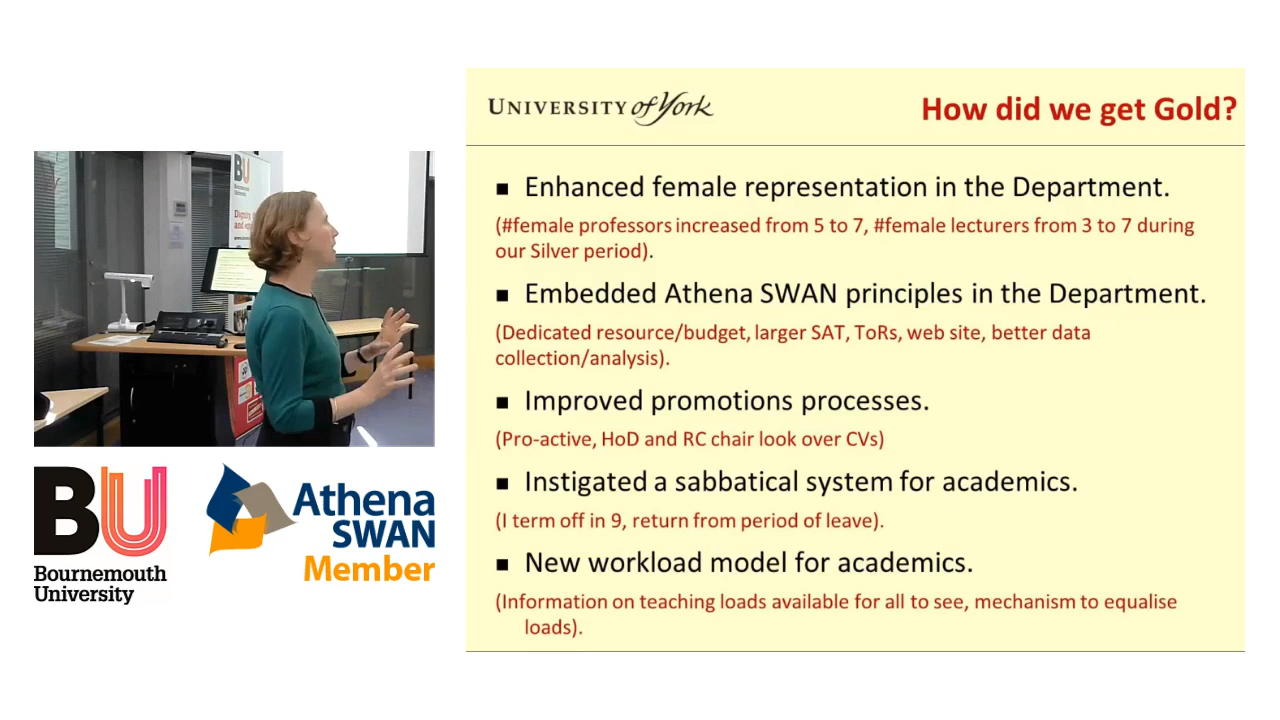 UNIVERSITY of York
How did we get Gold?
■ Enhanced female representation in the Department.
(#female professors increased from 5 to 7, #female lecturers from 3 to 7 during
our Silver period).
■ Embedded Athena SWAN principles in the Department.
(Dedicated resource/budget, larger SAT, ToRs, web site, better data
collection/analysis).
■ Improved promotions processes.
(Pro-active, HoD and RC chair look over CVs)
■ Instigated a sabbatical system for academics.
(I term off in 9, return from period of leave).
■ New workload model for academics.
(Information on teaching loads available for all to see, mechanism to equalise
loads).
BU
Bournemouth
University
BU
Bournemouth
University
Athena
SWAN
Member